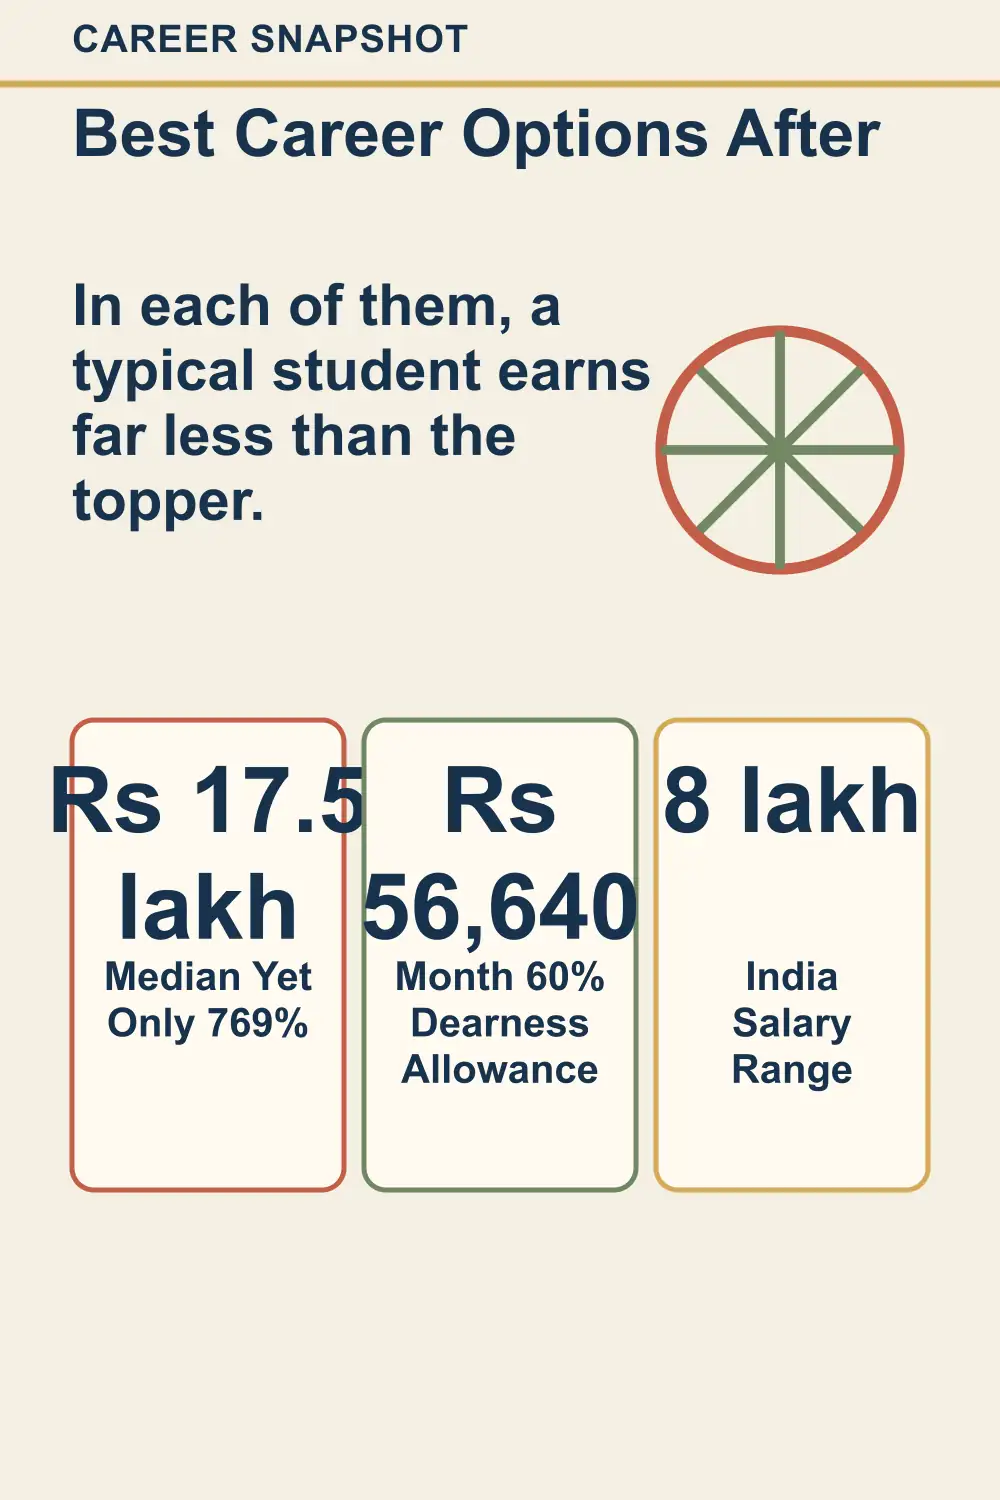 CAREER SNAPSHOT
Best Career Options After
In each of them, a
typical student earns
far less than the
topper.
Rs 17.5
lakh
Median Yet
Only 769%
Rs
56,640
Month 60%
Dearness
Allowance
8 lakh
India
Salary
Range